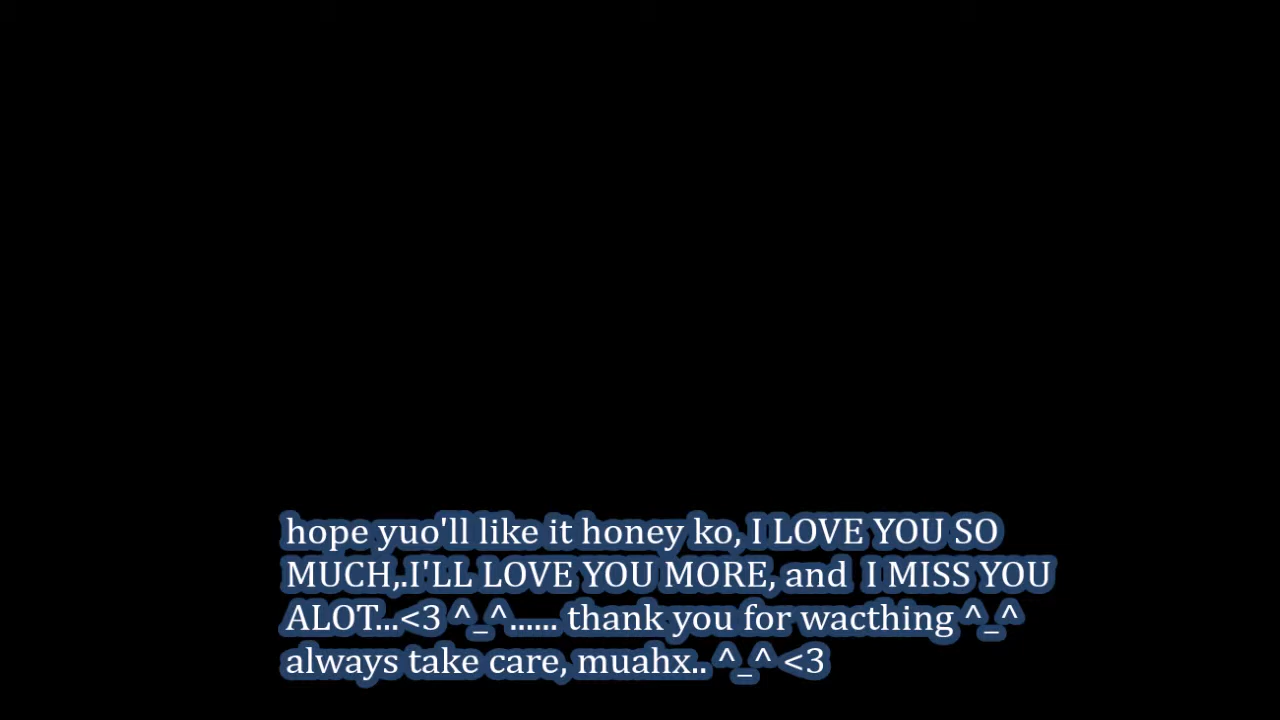 hope yuo'll like it honey ko, I LOVE YOU SO
MUCH,.I'LL LOVE YOU MORE, and  I MISS YOU
ALOT...<3 ^_^...... thank you for wacthing ^_^
always take care, muahx.. ^_^ <3